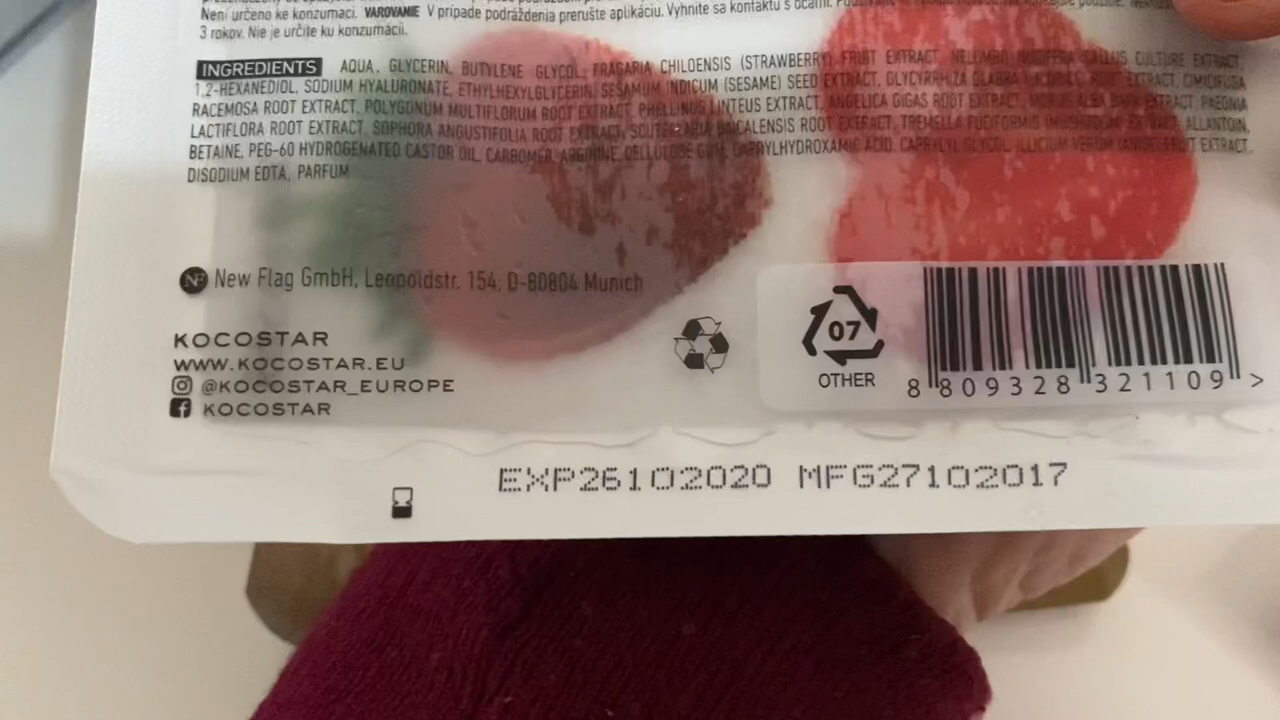 Není určeno ke konzumaci. VAROVANIE V prípade podráždenia prerušte aplikáciu. Vyhnite sa kontaktu s očami.
3 rokov. Nie je určite ku konzumácii.
INGREDIENTS AQUA, GLYCERIN, BUTYLENE GLYCOL, FRAGARIA CHILOENSIS (STRAWBERRY) FRUIT EXTRACT, NELUMBO NUCIFERA CALLUS CULTURE EXTRACT,
1,2-HEXANEDIOL, SODIUM HYALURONATE, ETHYLHEXYLGLYCERIN, SESAMUM INDICUM (SESAME) SEED EXTRACT, GLYCYRRHIZA GLABRA EXTRACT, CIMICIFUGA
RACEMOSA ROOT EXTRACT, POLYGONUM MULTIFLORUM ROOT EXTRACT, PHELLINUS LINTEUS EXTRACT, ANGELICA GIGAS ROOT EXTRACT, MORUS ALBA BARK EXTRACT, PAEONIA
LACTIFLORA ROOT EXTRACT, SOPHORA ANGUSTIFOLIA ROOT EXTRACT, SCUTELLARIA BAICALENSIS ROOT EXTRACT, TREMELLA FUCIFORMIS (MUSHROOM) EXTRACT, ALLANTOIN,
BETAINE, PEG-60 HYDROGENATED CASTOR OIL, CARBOMER, ARGININE, CELLULOSE GUM, CAPRYLHYDROXAMIC ACID, CAPRYLYL GLYCOL, ILLICIUM VERUM (ANISE) FRUIT EXTRACT,
DISODIUM EDTA, PARFUM
NF New Flag GmbH, Leopoldstr. 154, D-80804 Munich
KOCOSTAR
WWW.KOCOSTAR.EU
@KOCOSTAR_EUROPE
KOCOSTAR
07
OTHER
8 809328 321109 >
EXP26102020 MFG27102017